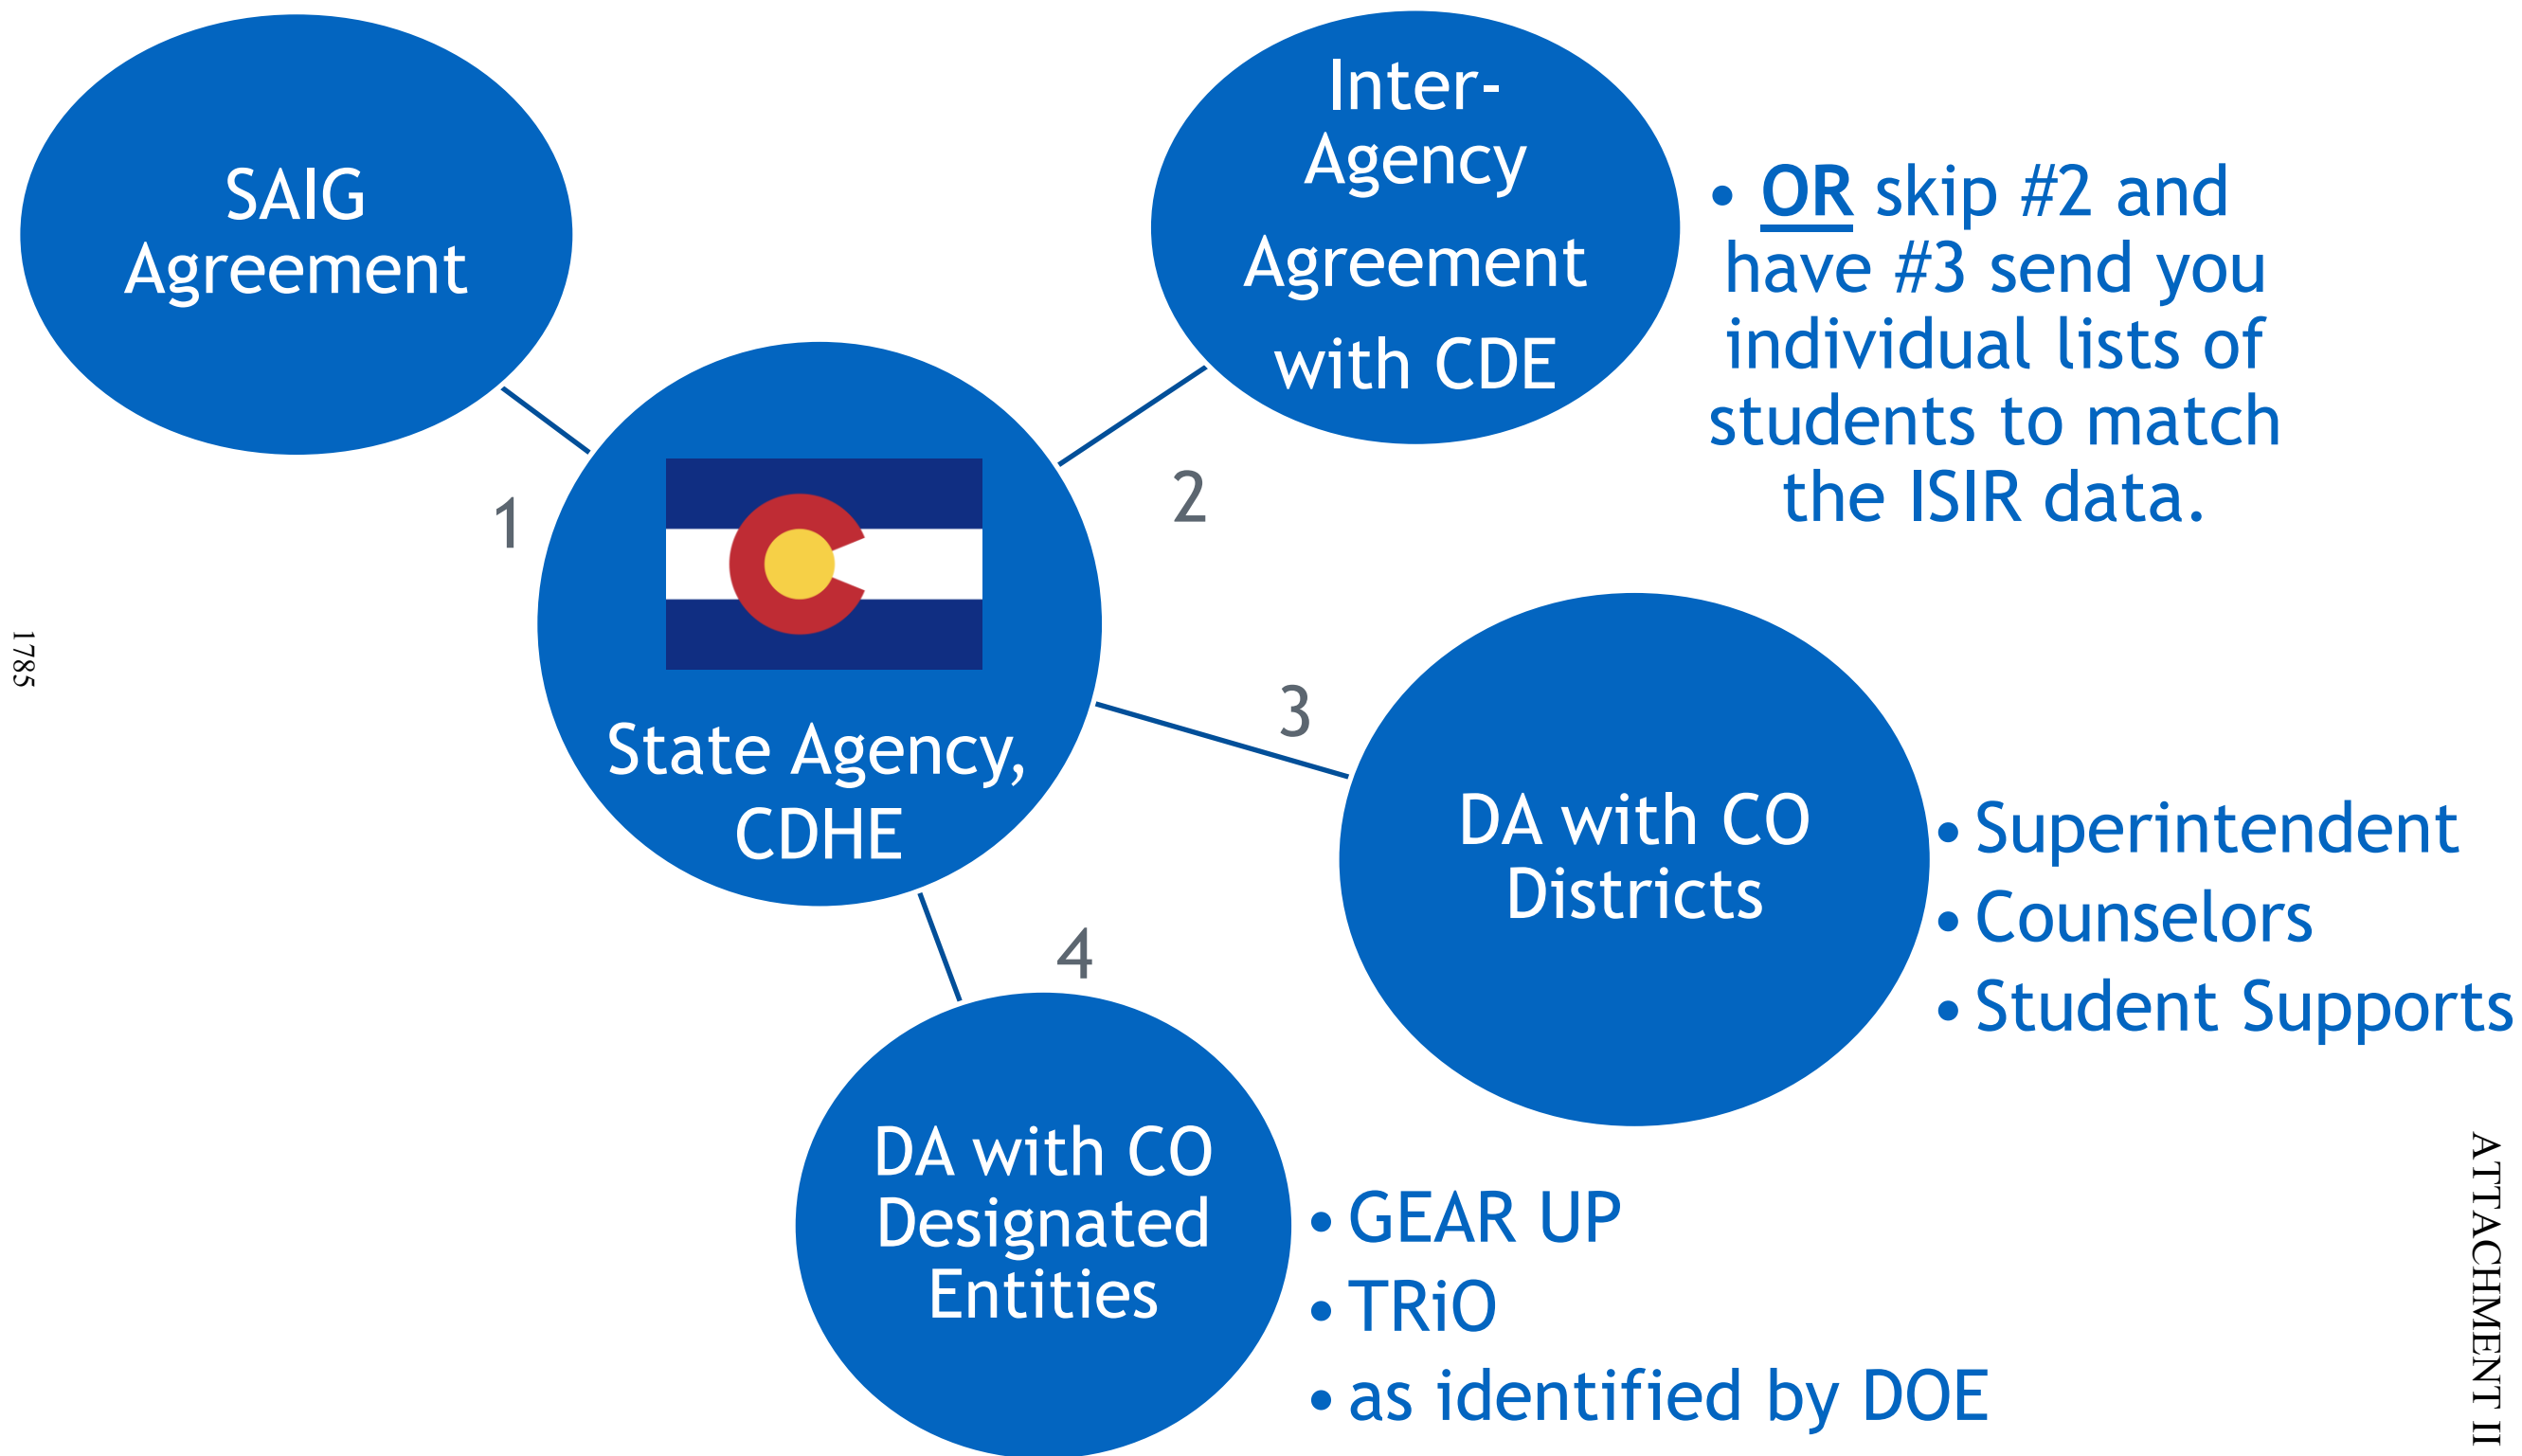 SAIG
Agreement
1
Inter-
Agency
Agreement
with CDE
2
• OR skip #2 and
have #3 send you
individual lists of
students to match
the ISIR data.
State Agency,
CDHE
3
DA with CO
Districts
• Superintendent
• Counselors
• Student Supports
4
DA with CO
Designated
Entities
• GEAR UP
• TRiO
• as identified by DOE
1785
ATTACHMENT II